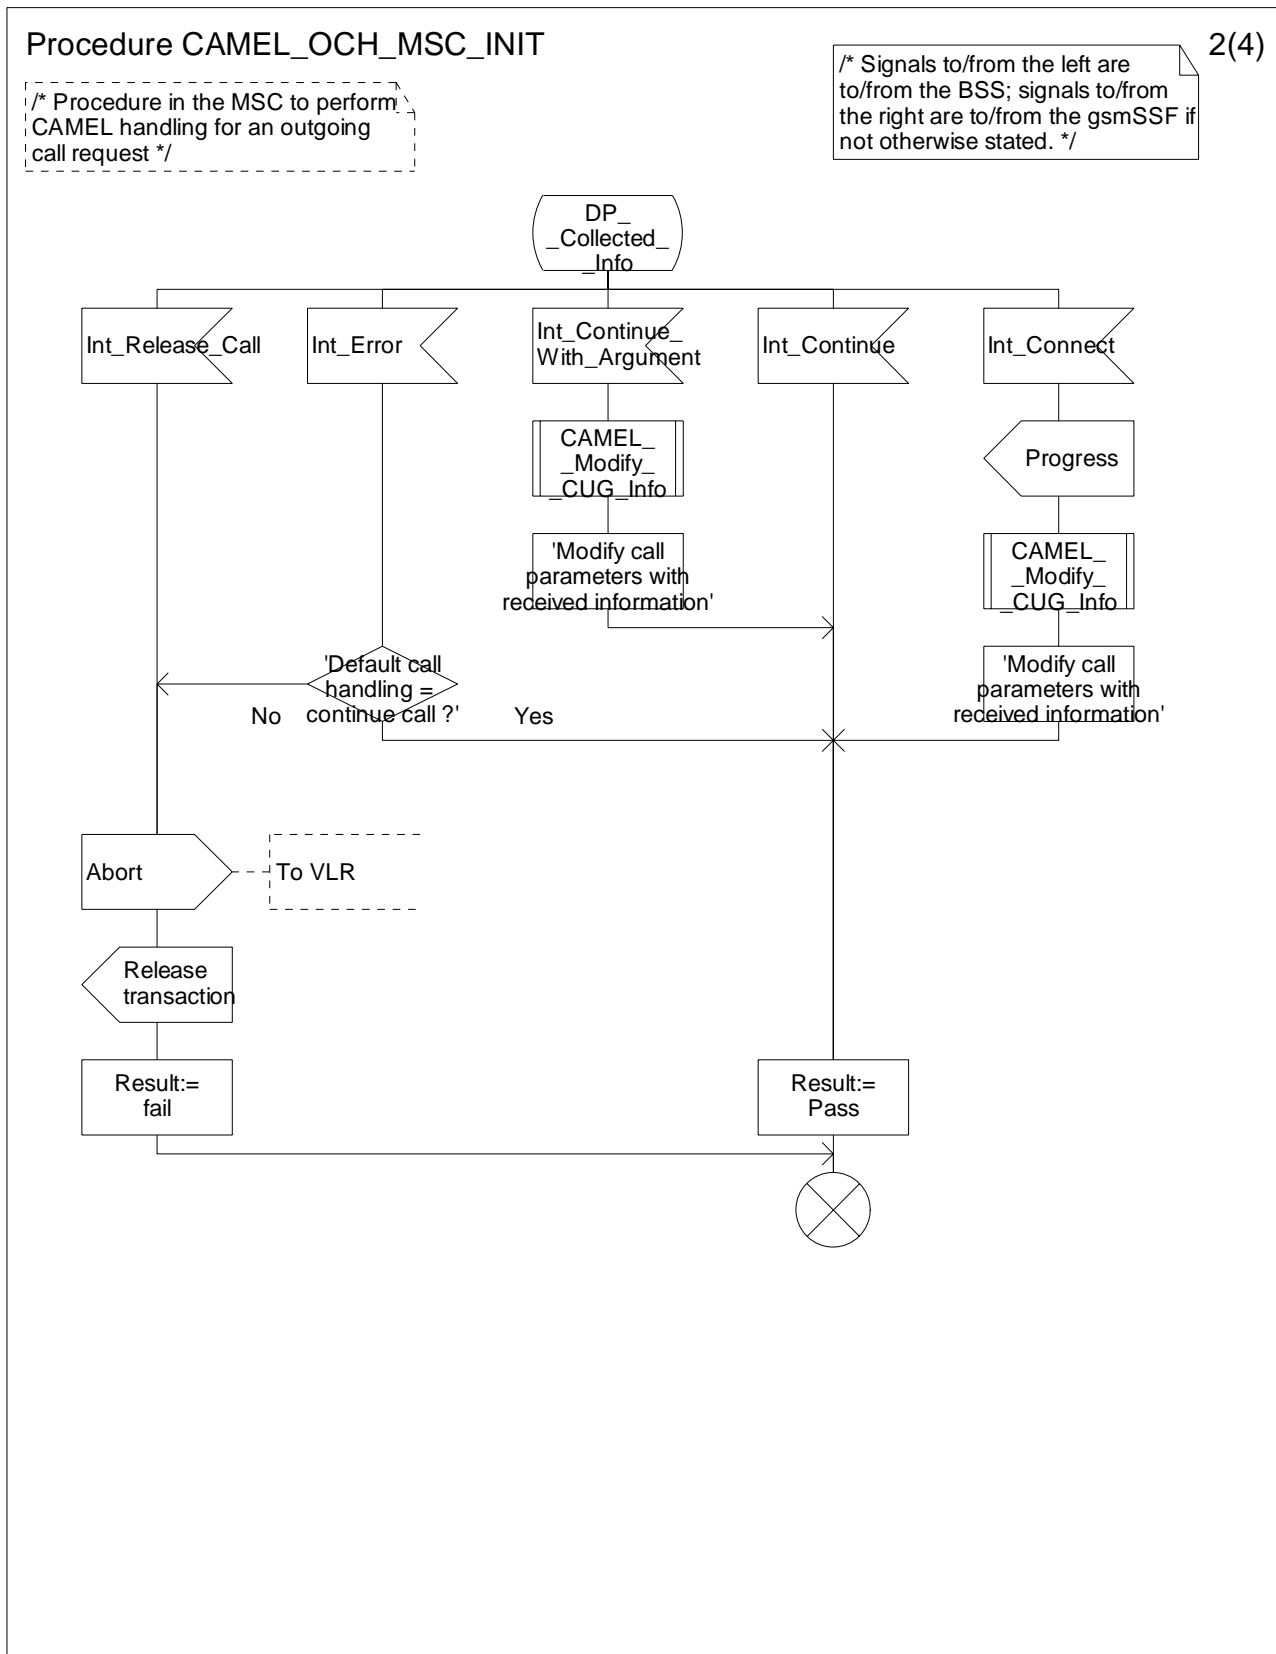 Procedure CAMEL_OCH_MSC_INIT
2(4)
/* Procedure in the MSC to perform
CAMEL handling for an outgoing
call request */
/* Signals to/from the left are
to/from the BSS; signals to/from
the right are to/from the gsmSSF if
not otherwise stated. */
DP_
_Collected_
_Info
Int_Release_Call
Int_Error
Int_Continue_
With_Argument
Int_Continue
Int_Connect
CAMEL_
_Modify_
_CUG_Info
Progress
'Modify call
parameters with
received information'
CAMEL_
_Modify_
_CUG_Info
'Default call
handling =
continue call ?'
No
Yes
'Modify call
parameters with
received information'
Abort
To VLR
Release
transaction
Result:=
fail
Result:=
Pass